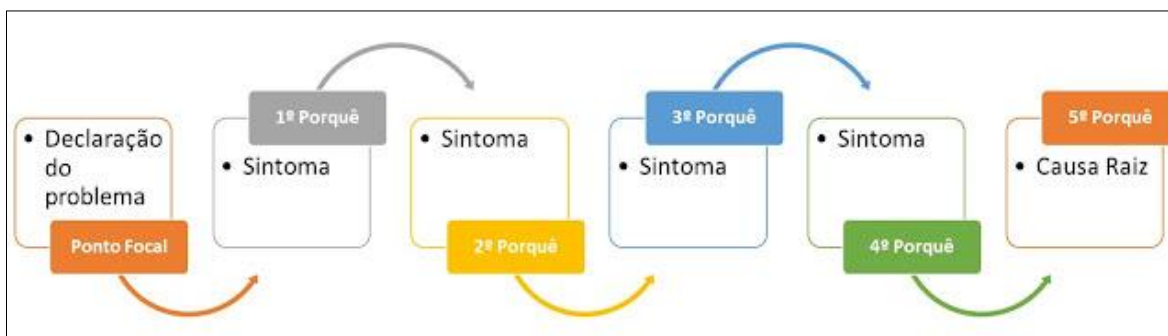 • Declaração
do
problema
Ponto Focal
1º Porquê
• Sintoma
• Sintoma
2º Porquê
3º Porquê
• Sintoma
• Sintoma
4º Porquê
5º Porquê
• Causa Raiz